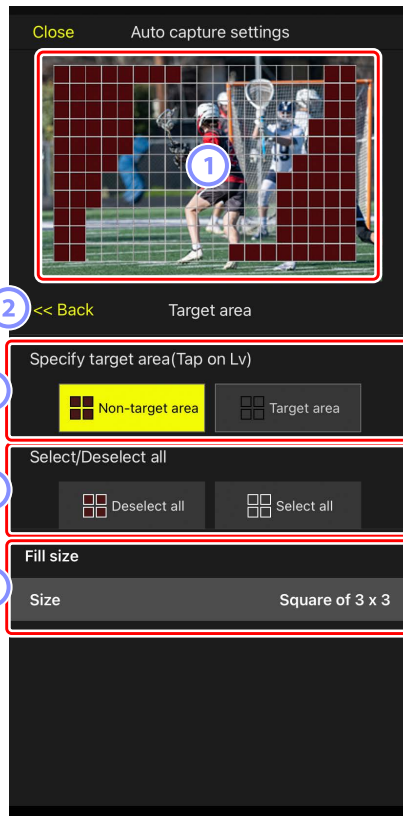 Close Auto capture settings
1
2 << Back Target area
Specify target area(Tap on Lv)
Non-target area Target area
Select/Deselect all
Deselect all Select all
Fill size
Size Square of 3 x 3